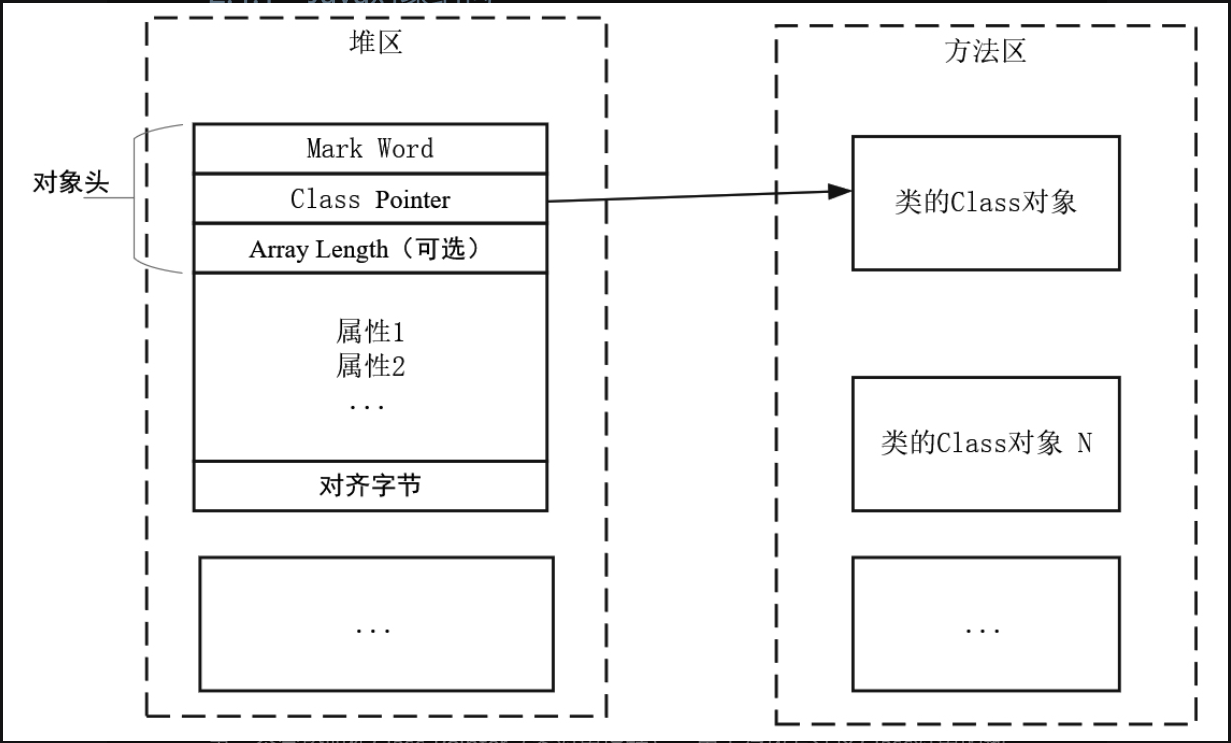 堆区
方法区
对象头
Mark Word
Class Pointer
Array Length（可选）
属性1
属性2
...
对齐字节
...
类的Class对象
类的Class对象 N
...